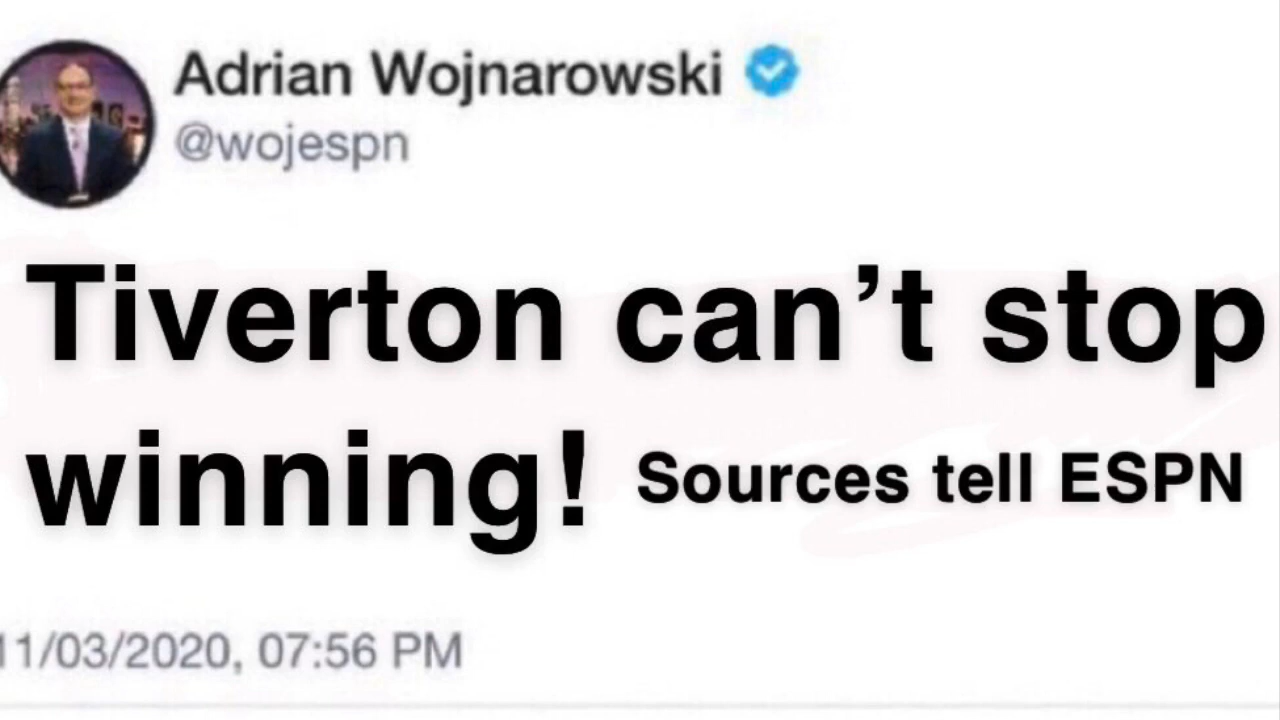 Adrian Wojnarowski
@wojespn
Tiverton can’t stop
winning! Sources tell ESPN
11/03/2020, 07:56 PM